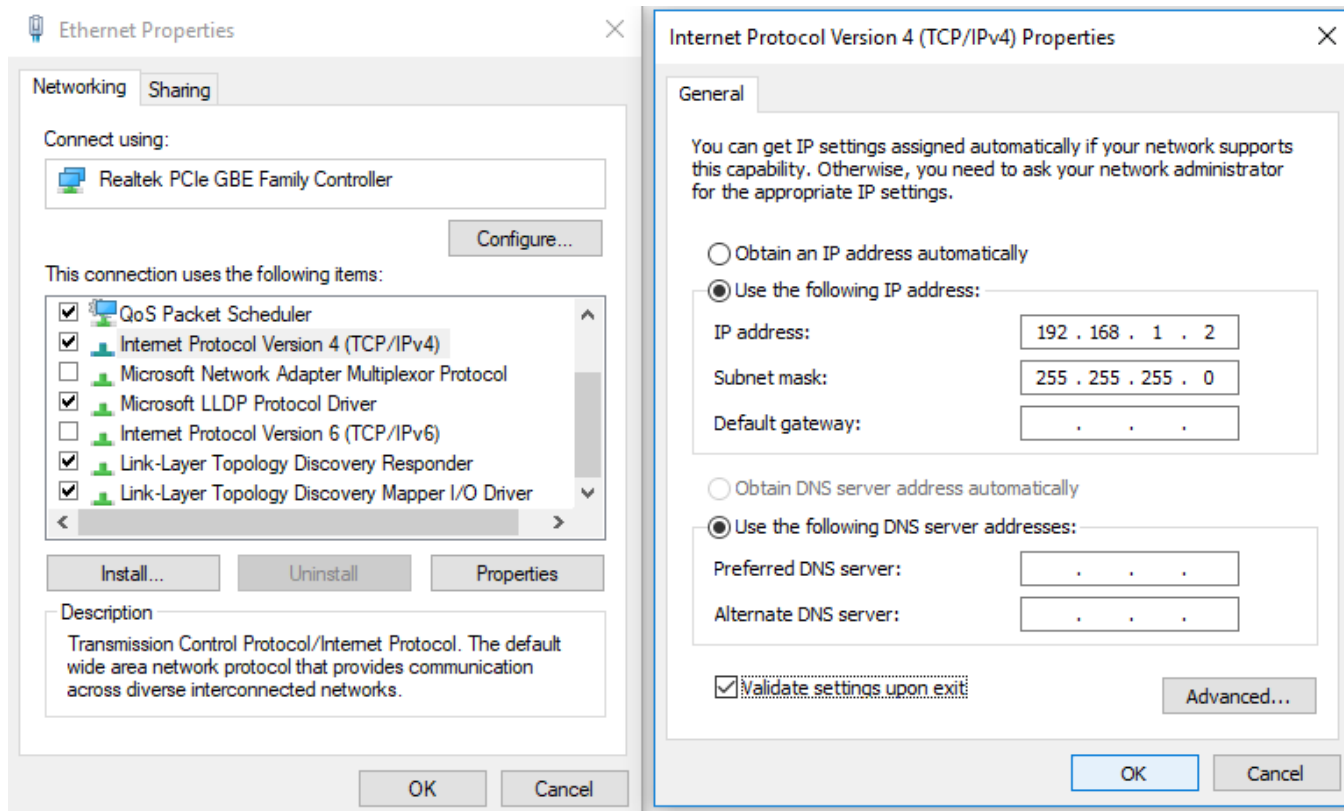 Ethernet Properties
Networking
Sharing
Connect using:
Realtek PCIe GBE Family Controller
Configure...
This connection uses the following items:
QoS Packet Scheduler
Internet Protocol Version 4 (TCP/IPv4)
Microsoft Network Adapter Multiplexor Protocol
Microsoft LLDP Protocol Driver
Internet Protocol Version 6 (TCP/IPv6)
Link-Layer Topology Discovery Responder
Link-Layer Topology Discovery Mapper I/O Driver
Install...
Uninstall
Properties
Description
Transmission Control Protocol/Internet Protocol. The default
wide area network protocol that provides communication
across diverse interconnected networks.
OK
Cancel
Internet Protocol Version 4 (TCP/IPv4) Properties
General
You can get IP settings assigned automatically if your network supports
this capability. Otherwise, you need to ask your network administrator
for the appropriate IP settings.
Obtain an IP address automatically
Use the following IP address:
IP address: 192 . 168 . 1 . 2
Subnet mask: 255 . 255 . 255 . 0
Default gateway: . . .
Obtain DNS server address automatically
Use the following DNS server addresses:
Preferred DNS server: . . .
Alternate DNS server: . . .
Validate settings upon exit
Advanced...
OK
Cancel